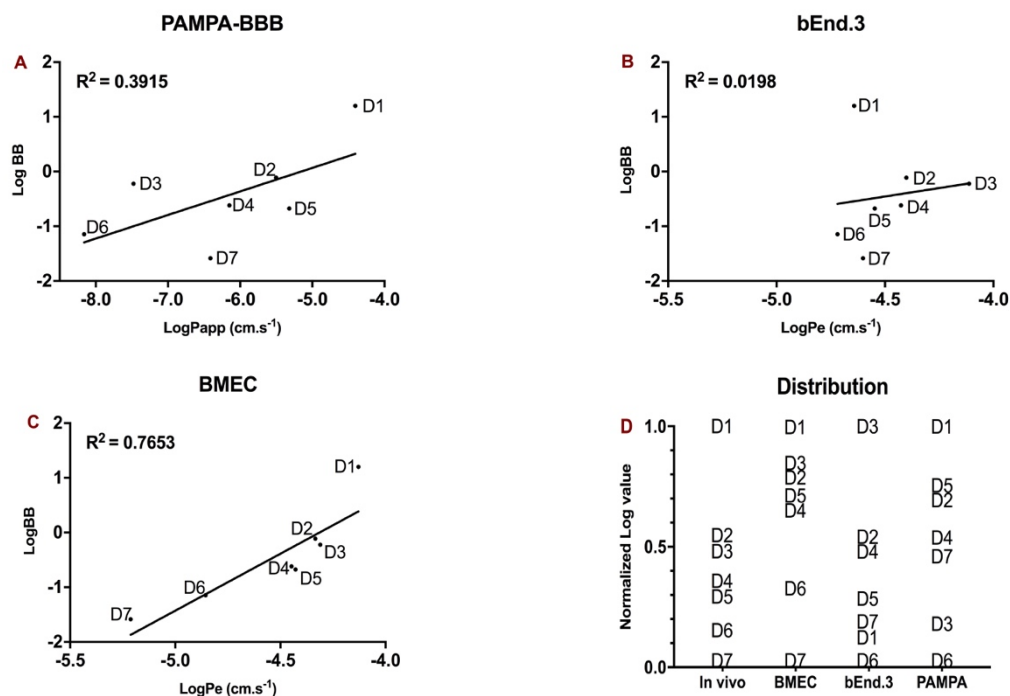 PAMPA-BBB
A
R² = 0.3915
2
1
0
-1
-2
Log BB
D1
D2
D3
D4
D5
D6
D7
-8.0 -7.0 -6.0 -5.0 -4.0
LogPapp (cm.s⁻¹)
bEnd.3
B
R² = 0.0198
2
1
0
-1
-2
LogBB
D1
D2
D3
D4
D5
D6
D7
-5.5 -5.0 -4.5 -4.0
LogPe (cm.s⁻¹)
BMEC
C
R² = 0.7653
2
1
0
-1
-2
LogBB
D1
D2
D3
D4
D5
D6
D7
-5.5 -5.0 -4.5 -4.0
LogPe (cm.s⁻¹)
Distribution
D
1.0
0.5
0.0
Normalized Log value
D1 D1 D3 D1
D3
D2 D5
D5 D2
D4
D2 D2 D4
D3 D4 D7
D4 D6
D5 D5
D7 D3
D6 D1
D7 D7 D6 D6
In vivo BMEC bEnd.3 PAMPA